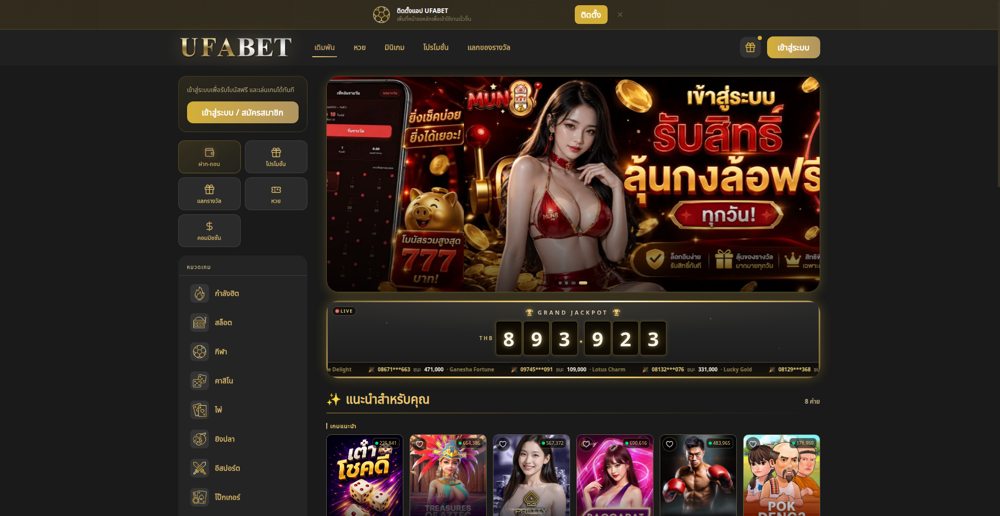 ติดตั้งแอป UFABET
เพิ่มที่หน้าจอหลักเพื่อเข้าใช้งานเร็วขึ้น
ติดตั้ง
UFABET
เดิมพัน
หวย
มินิเกม
โปรโมชั่น
แลกของรางวัล
เข้าสู่ระบบ
เข้าสู่ระบบเพื่อรับโบนัสฟรี และเล่นเกมได้ทันที
เข้าสู่ระบบ / สมัครสมาชิก
ฝาก-ถอน
โปรโมชั่น
แลกรางวัล
หวย
คอมมิชชั่น
หมวดเกม
กำลังฮิต
สล็อต
กีฬา
คาสิโน
ไพ่
ยิงปลา
อีสปอร์ต
โป๊กเกอร์
เช็คอินรายวัน
รับรางวัล
ยิ่งเช็คบ่อย
ยิ่งได้เยอะ!
โบนัสรวมสูงสุด
777
บาท!
MUN8
777
MUN8
เข้าสู่ระบบ
รับสิทธิ์
ลุ้นกงล้อฟรี
ทุกวัน!
ล็อกอินง่าย
รับสิทธิ์ทันที
ลุ้นของรางวัล
มากมายทุกวัน
LIVE
GRAND JACKPOT
THB 893.923
e Delight
08671***663 ชนะ 471,000 · Ganesha Fortune
09745***091 ชนะ 109,000 · Lotus Charm
08132***076 ชนะ 331,000 · Lucky Gold
08129***368
แนะนำสำหรับคุณ
8 ค่าย
เกมแนะนำ
225,841
เต๋า
โชคดี
664,385
TREASURES
OF AZTEC
567,372
PRETTY
690,616
BACCARAT
483,965
178,959
POK
DENG2